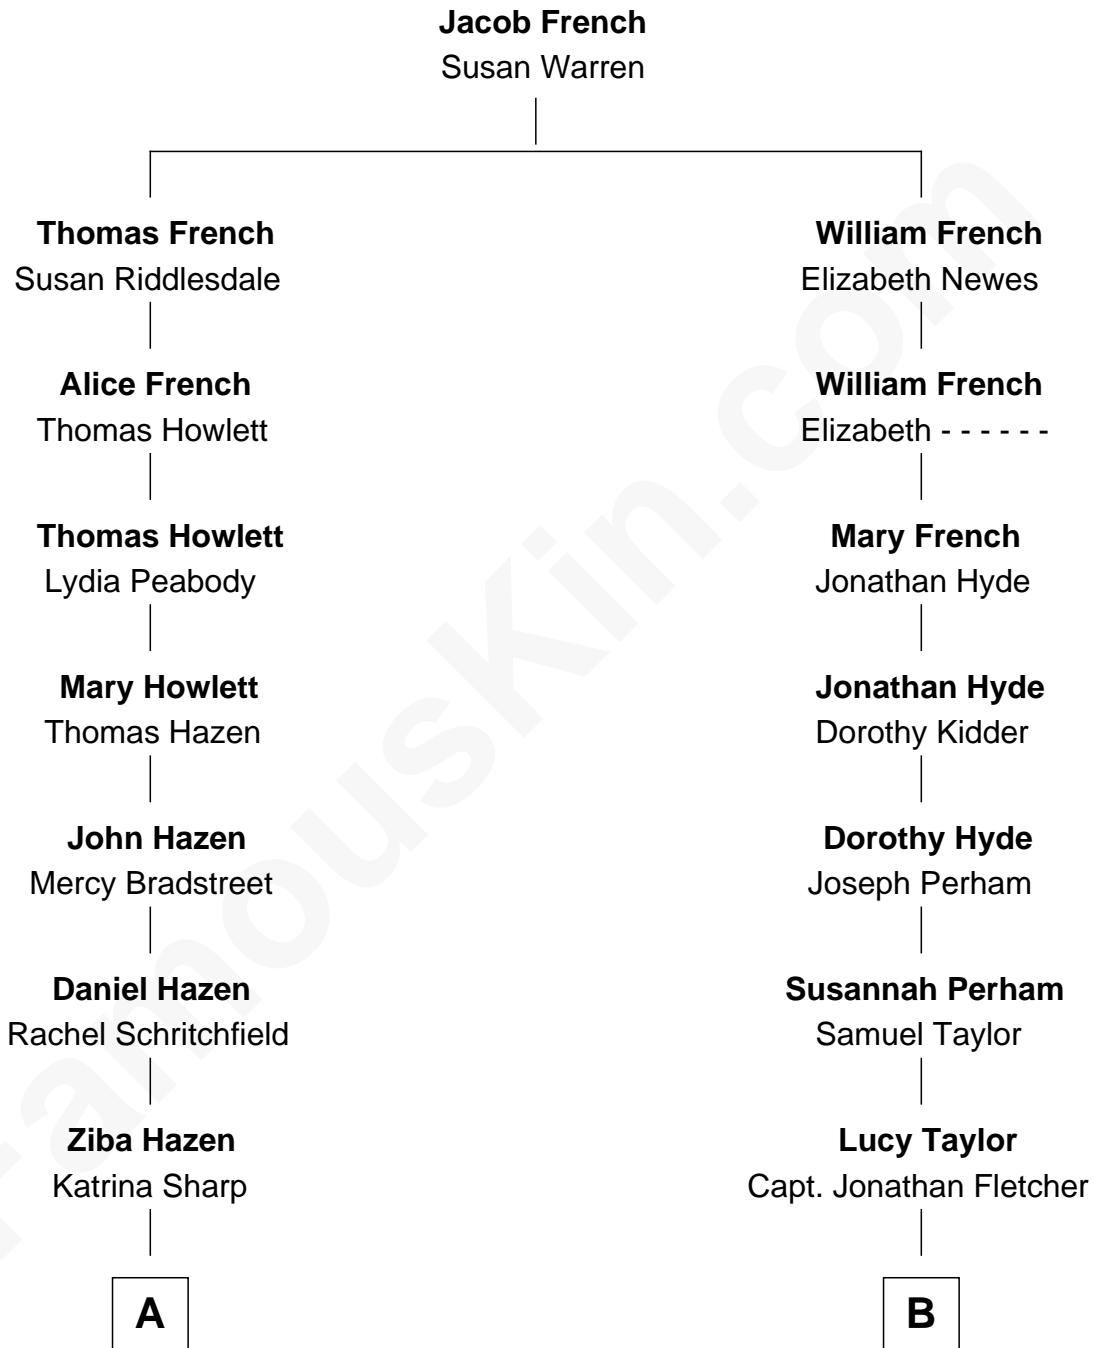 Jacob French
Susan Warren
Thomas French
Susan Riddlesdale
William French
Elizabeth Newes
Alice French
Thomas Howlett
William French
Elizabeth - - - - - -
Thomas Howlett
Lydia Peabody
Mary French
Jonathan Hyde
Mary Howlett
Thomas Hazen
Jonathan Hyde
Dorothy Kidder
John Hazen
Mercy Bradstreet
Dorothy Hyde
Joseph Perham
Daniel Hazen
Rachel Schritchfield
Susannah Perham
Samuel Taylor
Ziba Hazen
Katrina Sharp
Lucy Taylor
Capt. Jonathan Fletcher
A
B
FamousKin.com